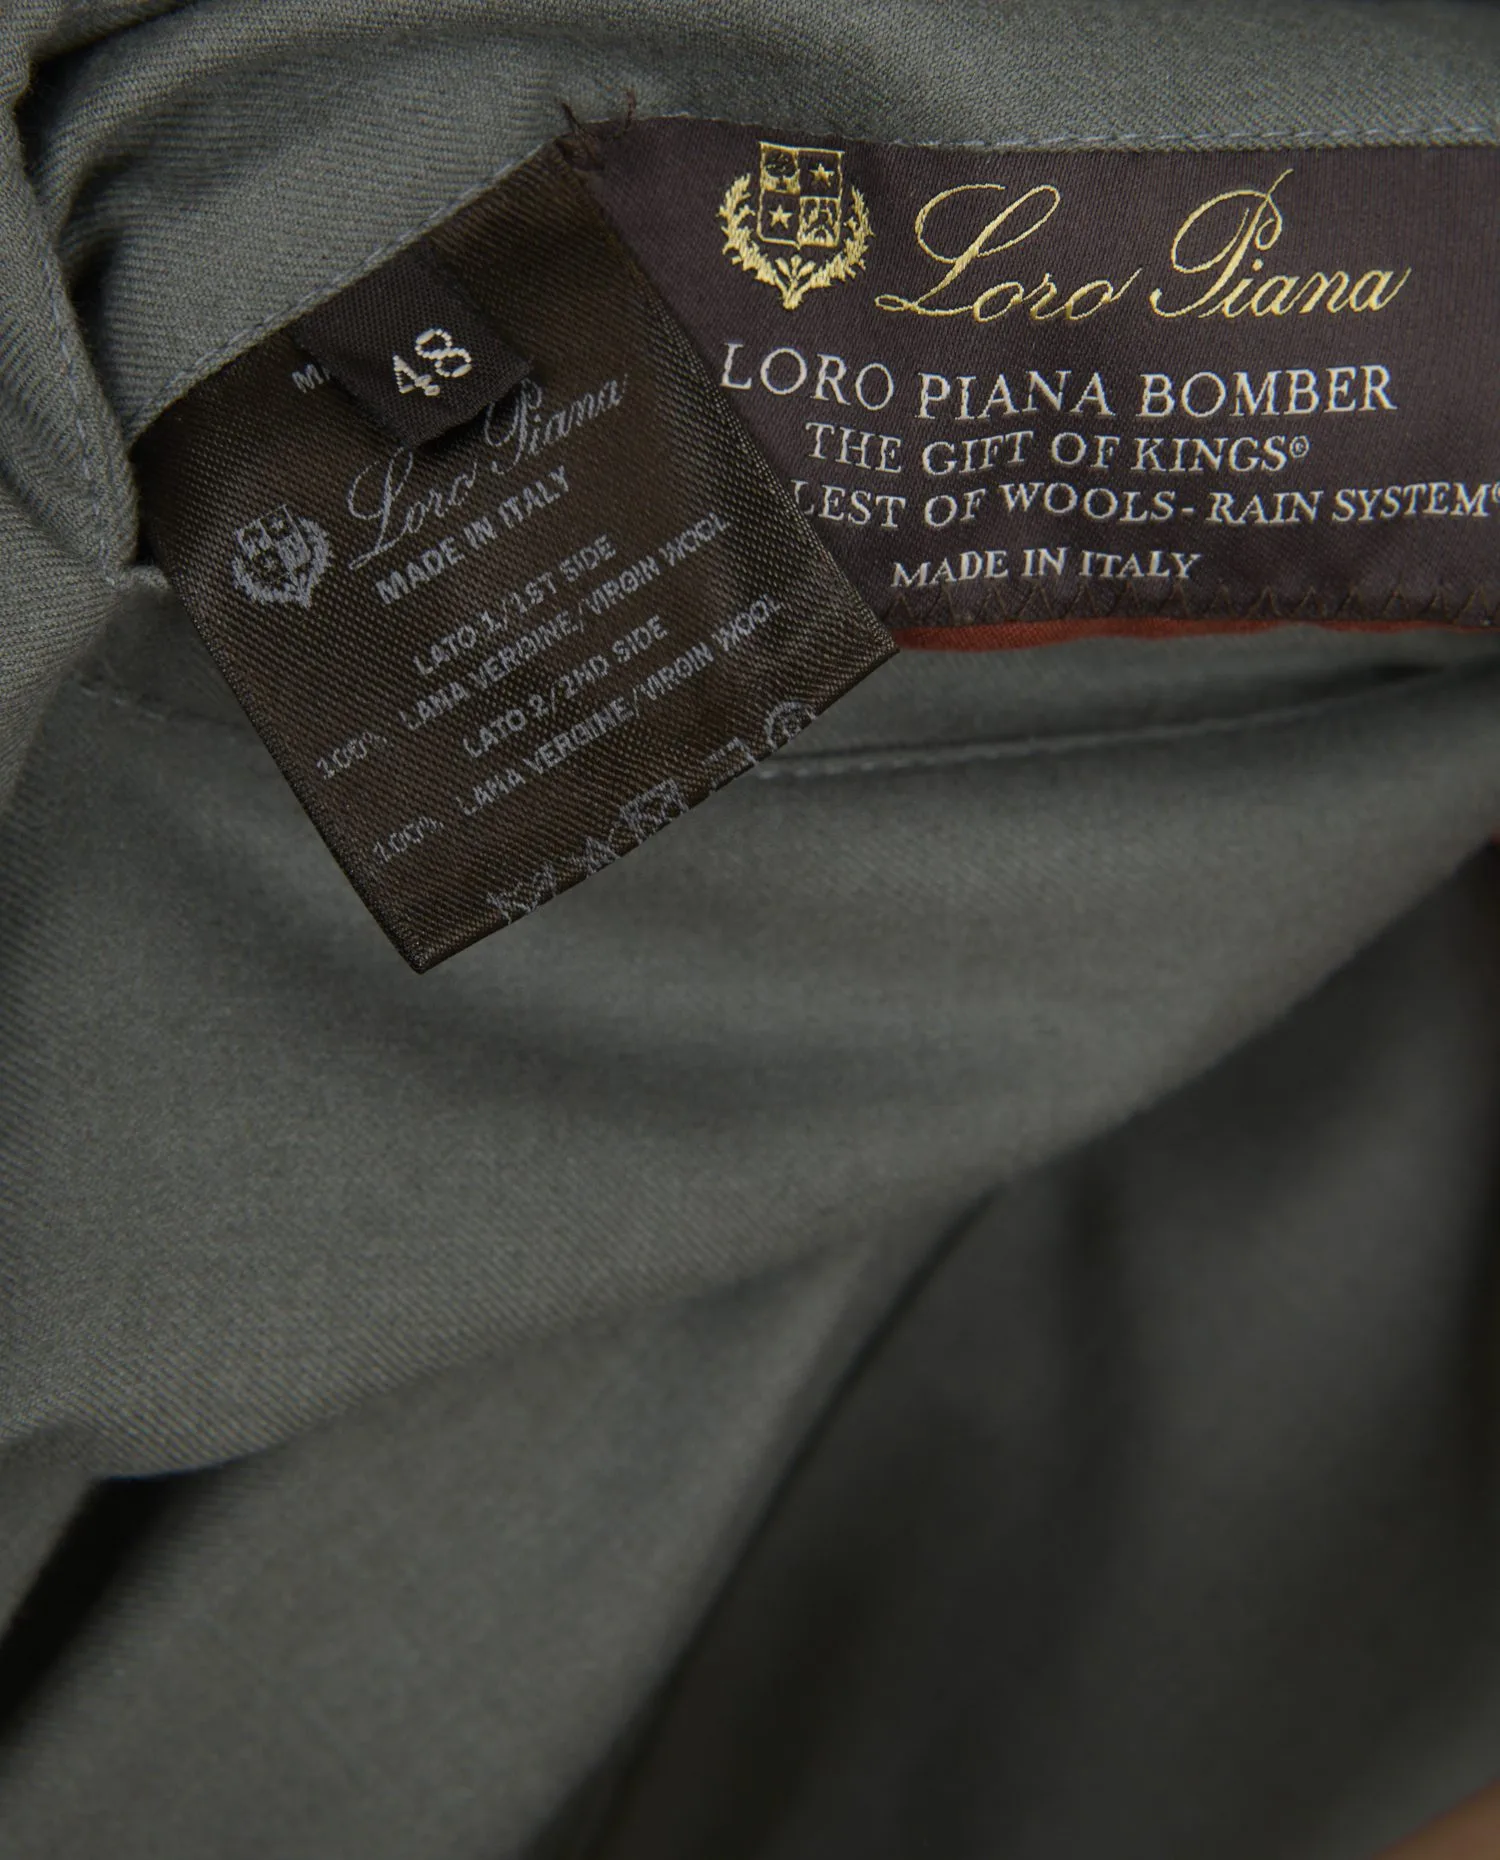 48
Loro Piana
MADE IN ITALY
LATO 1/1ST SIDE
100% LANA VERGINE/VIRGIN WOOL
LATO 2/2ND SIDE
100% LANA VERGINE/VIRGIN WOOL
Loro Piana
LORO PIANA BOMBER
THE GIFT OF KINGS®
OF WOOLS - RAIN SYSTEM®
MADE IN ITALY